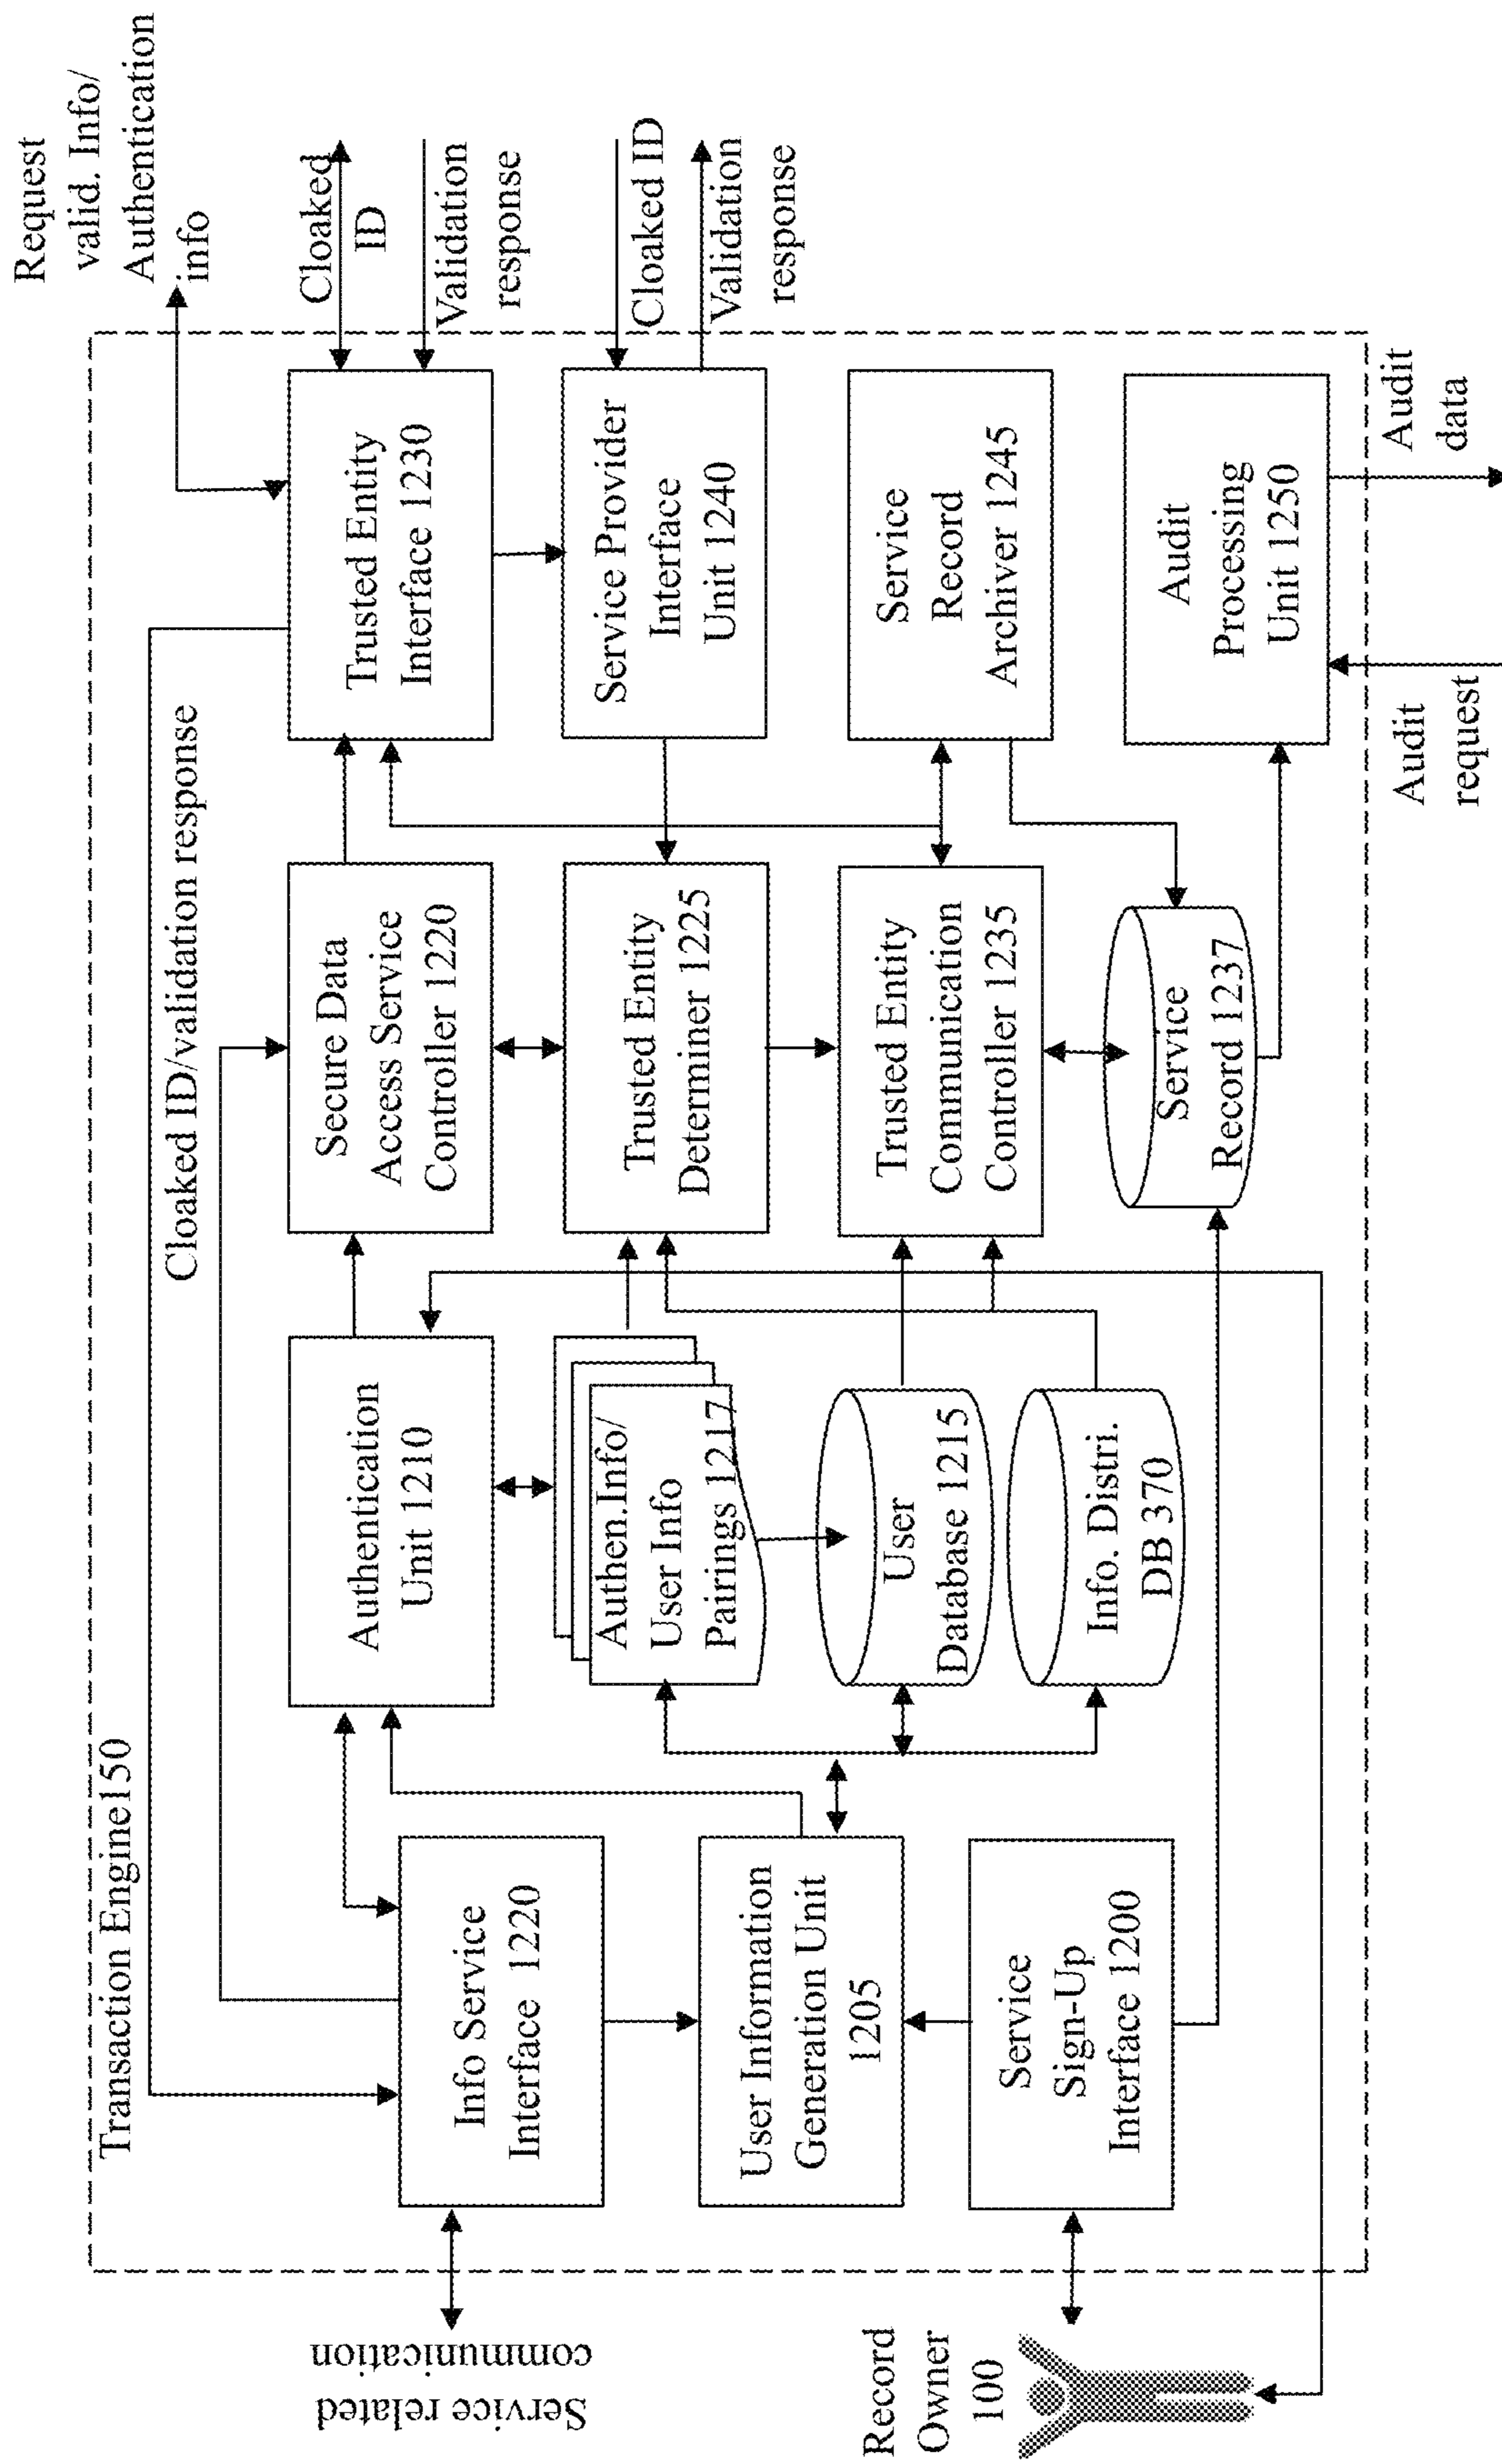 Transaction Engine150
Cloaked ID/validation response
Request
valid. Info/
Authentication
info
Cloaked
ID
Validation
response
Cloaked ID
Validation
response
Service related
communication
Record
Owner
100
Info Service
Interface 1220
User Information
Generation Unit
1205
Service
Sign-Up
Interface 1200
Authentication
Unit 1210
Authen.Info/
User Info
Pairings 1217
User
Database 1215
Info. Distri.
DB 370
Secure Data
Access Service
Controller 1220
Trusted Entity
Determiner 1225
Trusted Entity
Communication
Controller 1235
Service
Record 1237
Trusted Entity
Interface 1230
Service Provider
Interface
Unit 1240
Service
Record
Archiver 1245
Audit
Processing
Unit 1250
Audit
request
Audit
data